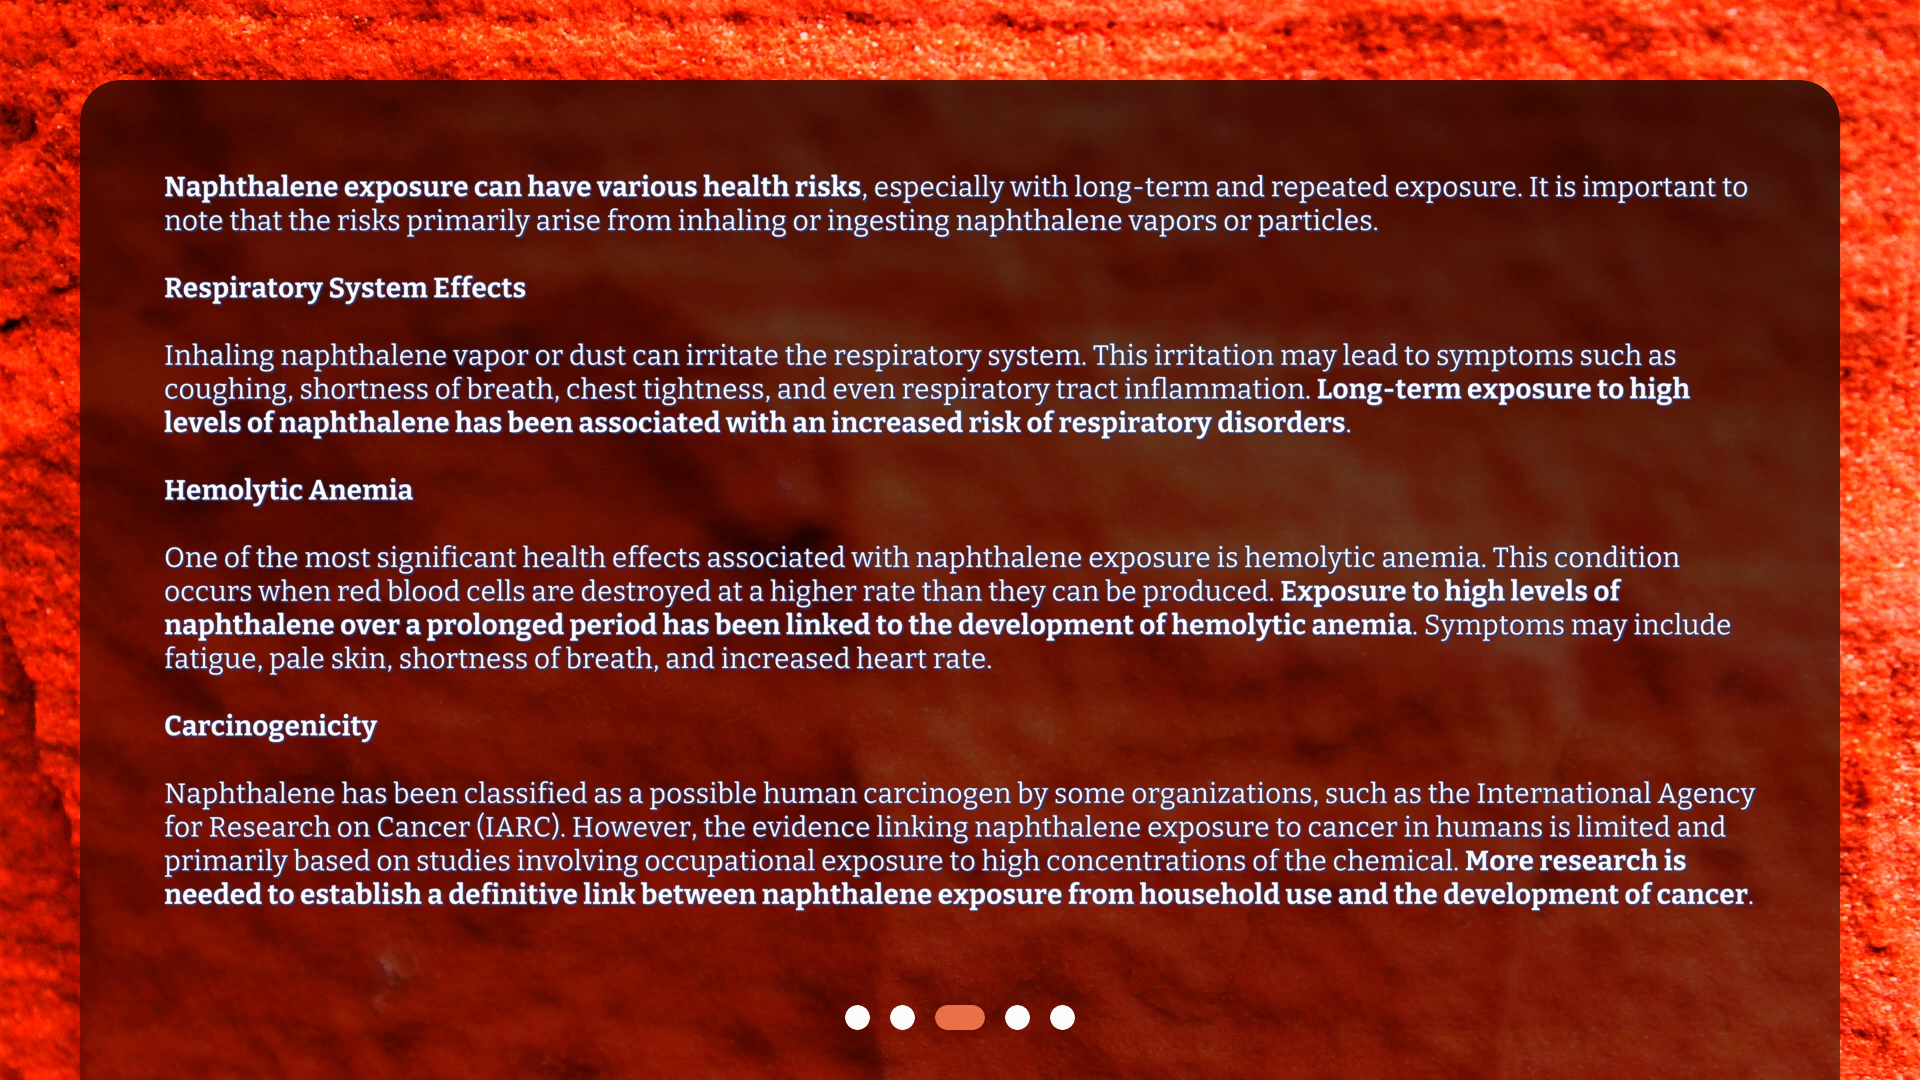 Naphthalene exposure can have various health risks, especially with long-term and repeated exposure. It is important to
note that the risks primarily arise from inhaling or ingesting naphthalene vapors or particles.
Respiratory System Effects
Inhaling naphthalene vapor or dust can irritate the respiratory system. This irritation may lead to symptoms such as
coughing, shortness of breath, chest tightness, and even respiratory tract inflammation. Long-term exposure to high
levels of naphthalene has been associated with an increased risk of respiratory disorders.
Hemolytic Anemia
One of the most significant health effects associated with naphthalene exposure is hemolytic anemia. This condition
occurs when red blood cells are destroyed at a higher rate than they can be produced. Exposure to high levels of
naphthalene over a prolonged period has been linked to the development of hemolytic anemia. Symptoms may include
fatigue, pale skin, shortness of breath, and increased heart rate.
Carcinogenicity
Naphthalene has been classified as a possible human carcinogen by some organizations, such as the International Agency
for Research on Cancer (IARC). However, the evidence linking naphthalene exposure to cancer in humans is limited and
primarily based on studies involving occupational exposure to high concentrations of the chemical. More research is
needed to establish a definitive link between naphthalene exposure from household use and the development of cancer.